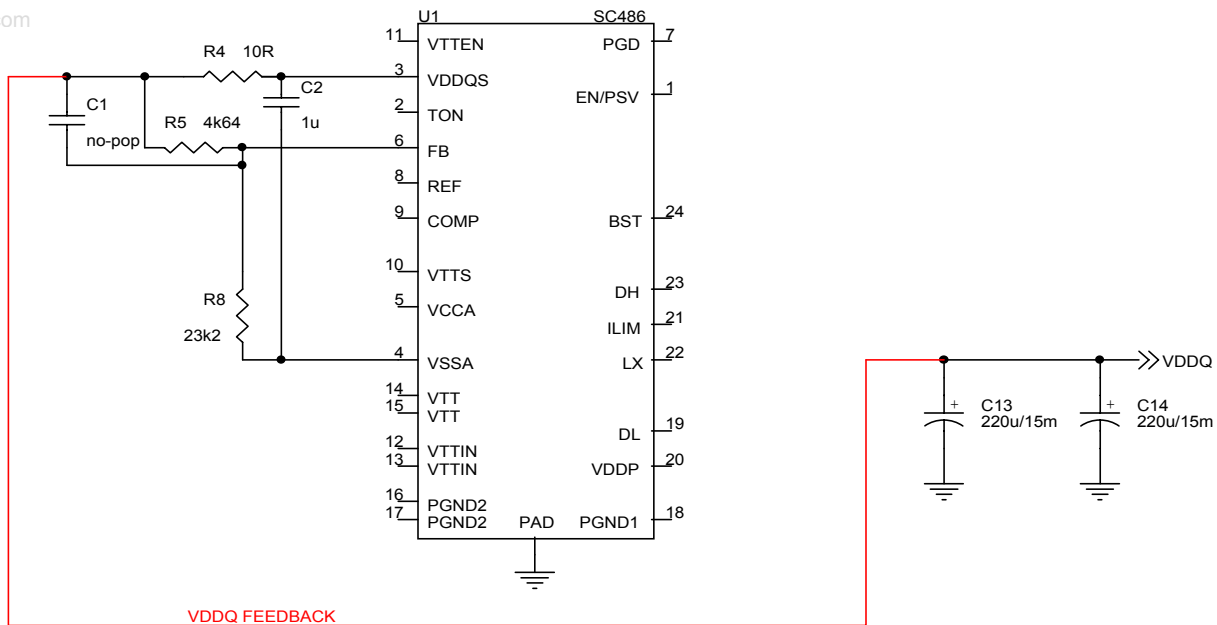 com
U1 SC486
11 VTTEN PGD 7
R4 10R
3 VDDQS
C2
EN/PSV 1
C1
2 TON
R5 4k64
1u
no-pop
6 FB
8 REF
9 COMP BST 24
10 VTTS
DH 23
R8
5 VCCA
ILIM 21
23k2
4 VSSA LX 22
VDDQ
14 VTT
15 VTT
+ C13
220u/15m
+ C14
220u/15m
DL 19
12 VTTIN
13 VTTIN VDDP 20
16 PGND2
17 PGND2 PAD PGND1 18
VDDQ FEEDBACK